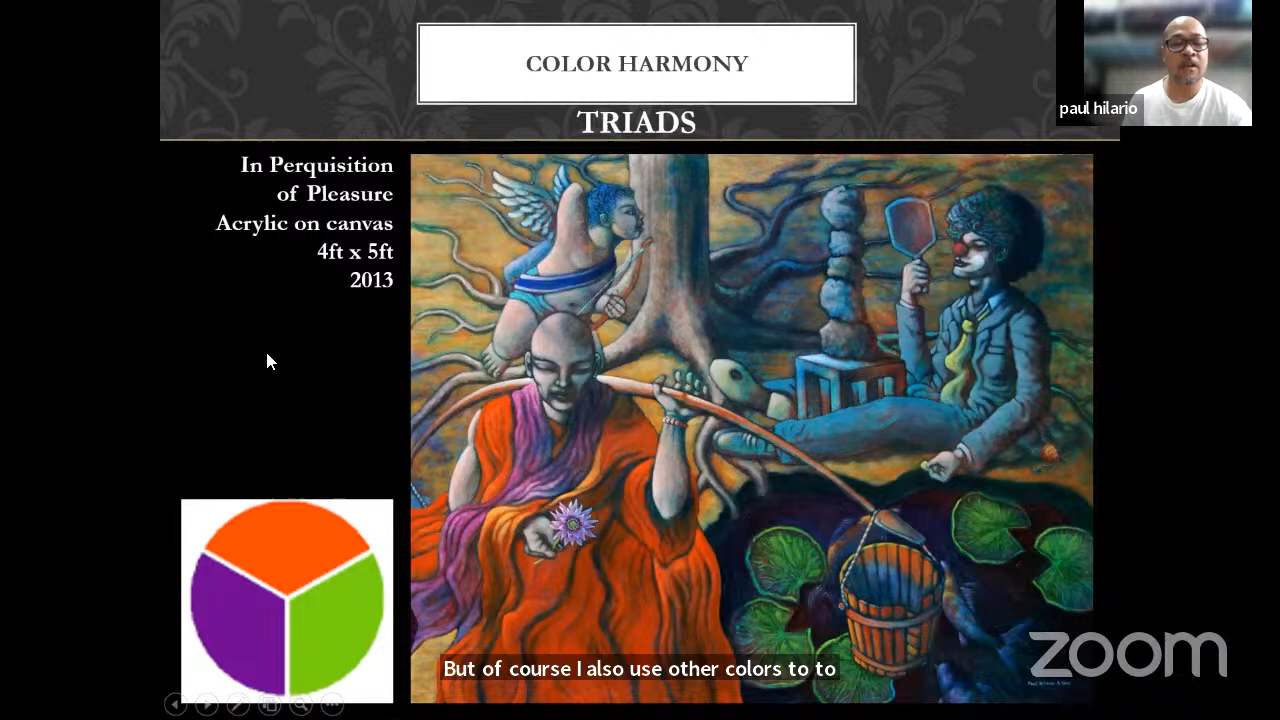 COLOR HARMONY
TRIADS
paul hilario
In Perquisition
of Pleasure
Acrylic on canvas
4ft x 5ft
2013
But of course I also use other colors to to
zoom